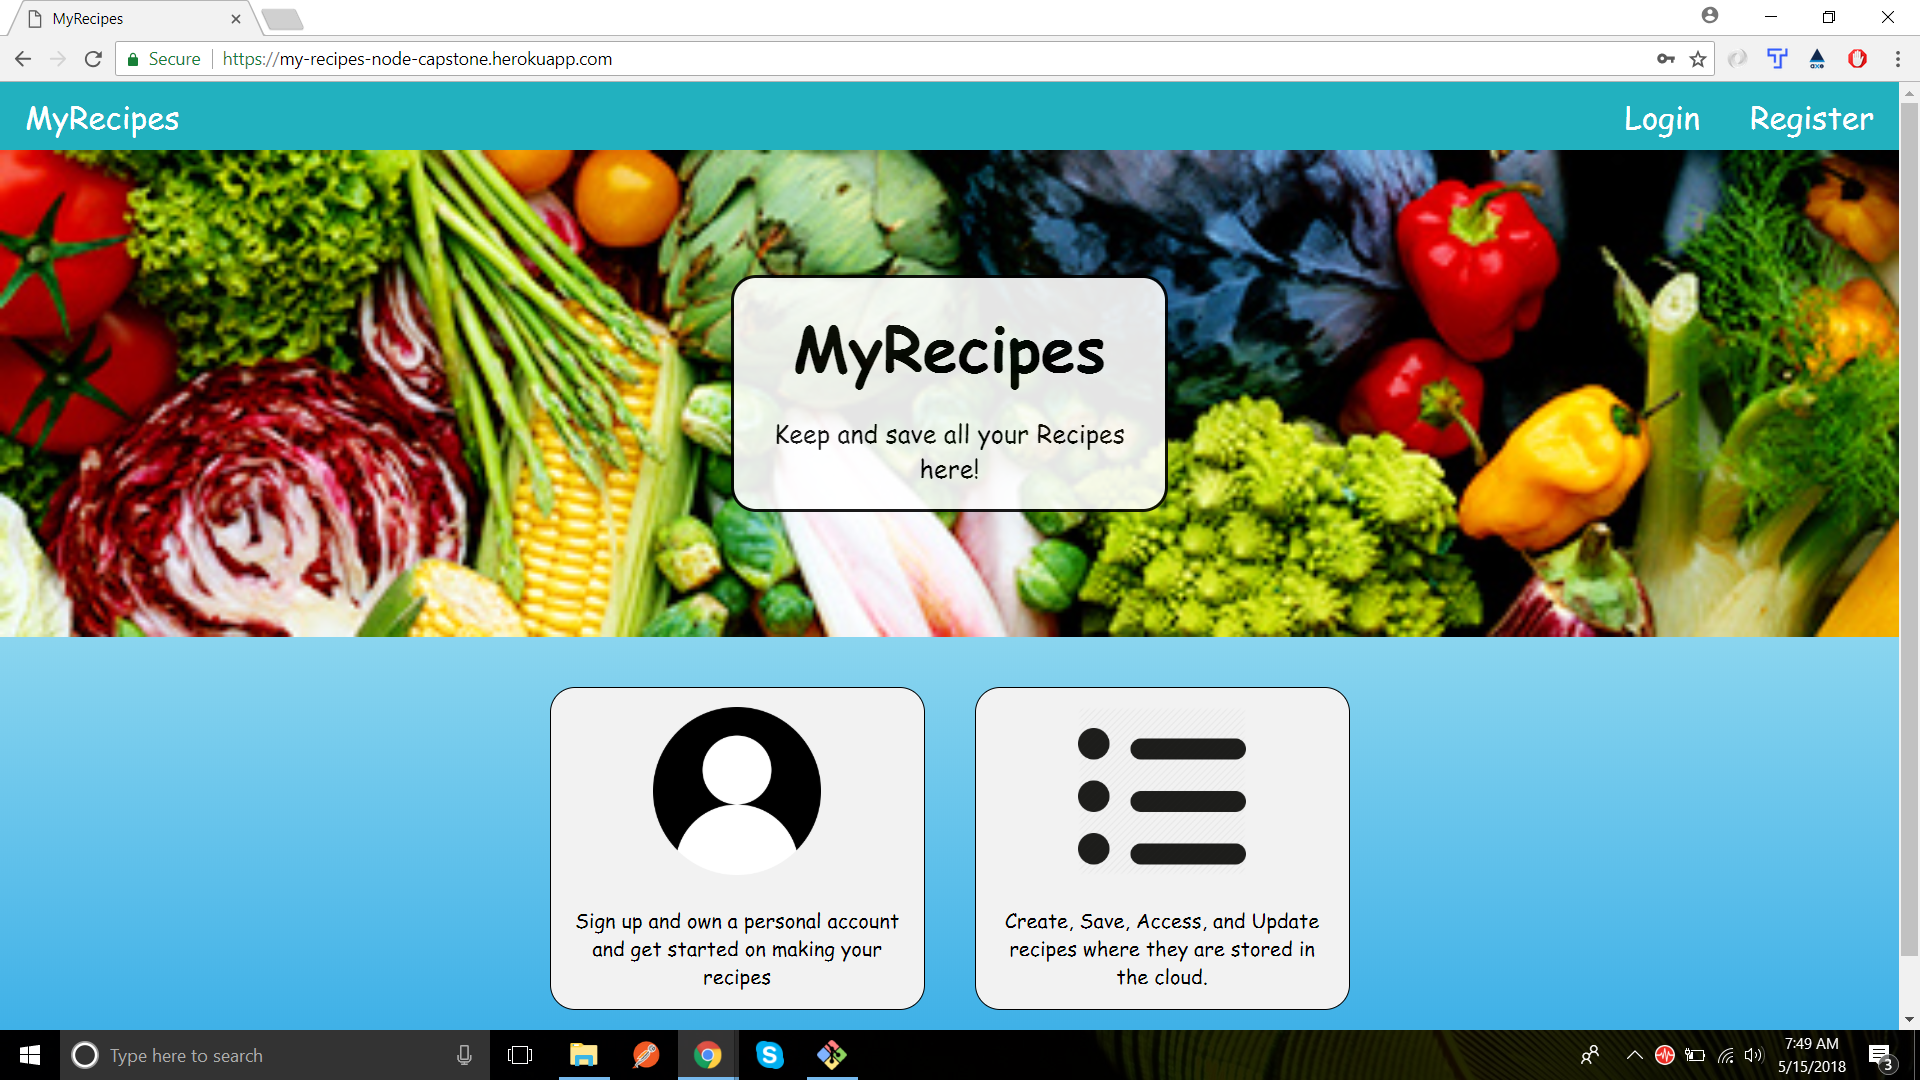 MyRecipes
Secure https://my-recipes-node-capstone.herokuapp.com
MyRecipes Login Register
MyRecipes
Keep and save all your Recipes
here!
Sign up and own a personal account
and get started on making your
recipes
Create, Save, Access, and Update
recipes where they are stored in
the cloud.
Type here to search
7:49 AM
5/15/2018
3